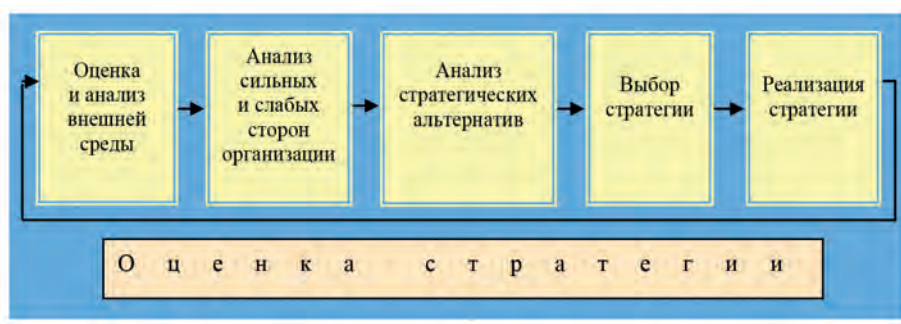 Оценка
и анализ
внешней
среды
Анализ
сильных
и слабых
сторон
организации
Анализ
стратегических
альтернатив
Выбор
стратегии
Реализация
стратегии
О ц е н к а с т р а т е г и и